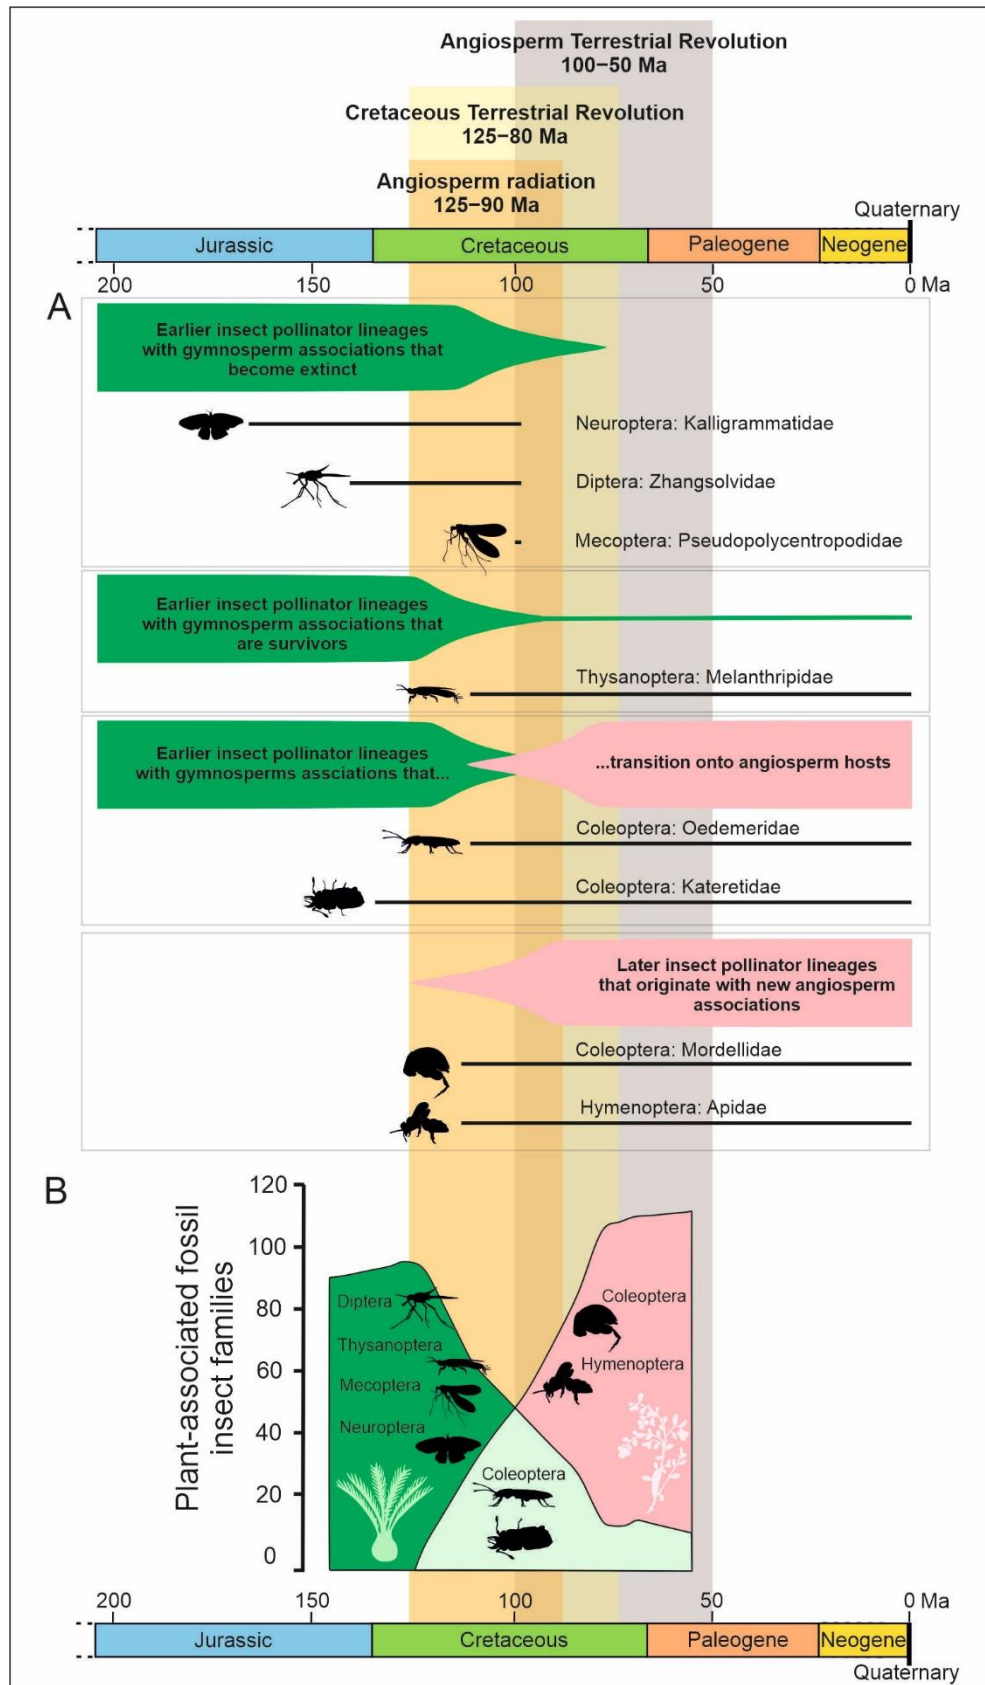 Angiosperm Terrestrial Revolution
100–50 Ma
Cretaceous Terrestrial Revolution
125–80 Ma
Angiosperm radiation
125–90 Ma
Quaternary
Jurassic
Cretaceous
Paleogene
Neogene
200
150
100
50
0 Ma
A
Earlier insect pollinator lineages
with gymnosperm associations that
become extinct
Neuroptera: Kalligrammatidae
Diptera: Zhangsolvidae
Mecoptera: Pseudopolycentropodidae
Earlier insect pollinator lineages
with gymnosperm associations that
are survivors
Thysanoptera: Melanthripidae
Earlier insect pollinator lineages
with gymnosperms assciations that...
...transition onto angiosperm hosts
Coleoptera: Oedemeridae
Coleoptera: Kateretidae
Later insect pollinator lineages
that originate with new angiosperm
associations
Coleoptera: Mordellidae
Hymenoptera: Apidae
B
Plant-associated fossil
insect families
120
100
80
60
40
20
0
Diptera
Thysanoptera
Mecoptera
Neuroptera
Coleoptera
Coleoptera
Hymenoptera
200
150
100
50
0 Ma
Jurassic
Cretaceous
Paleogene
Neogene
Quaternary